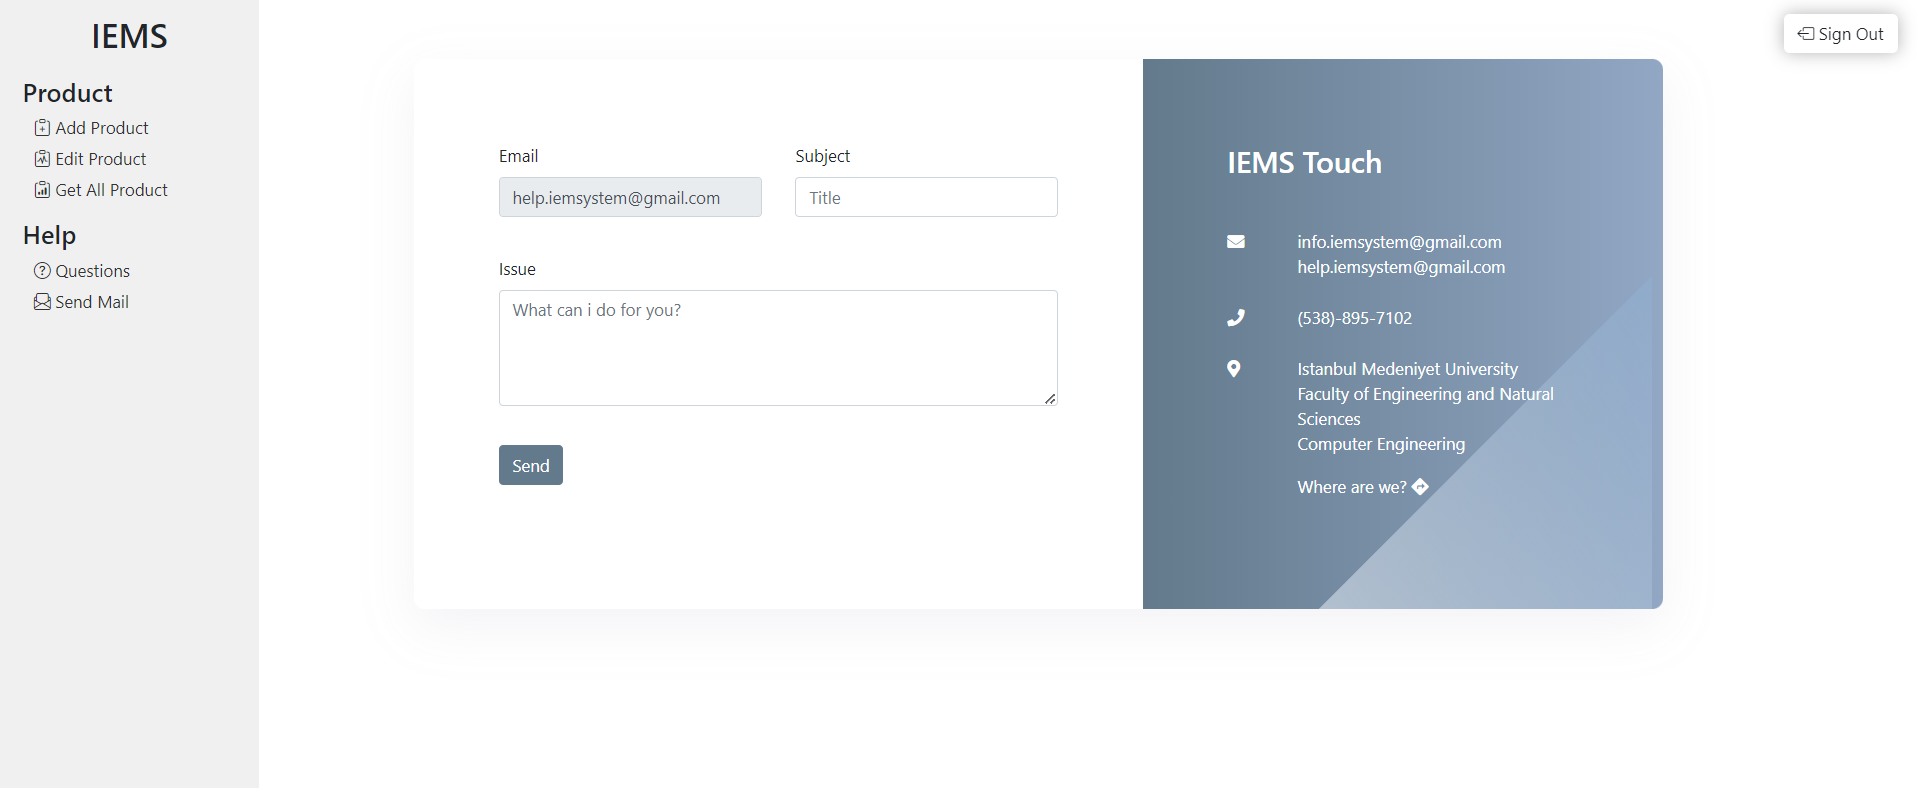 IEMS
Product
Add Product
Edit Product
Get All Product
Help
Questions
Send Mail
Sign Out
Email
help.iemsystem@gmail.com
Subject
Title
Issue
What can i do for you?
Send
IEMS Touch
info.iemsystem@gmail.com
help.iemsystem@gmail.com
(538)-895-7102
Istanbul Medeniyet University
Faculty of Engineering and Natural
Sciences
Computer Engineering
Where are we?